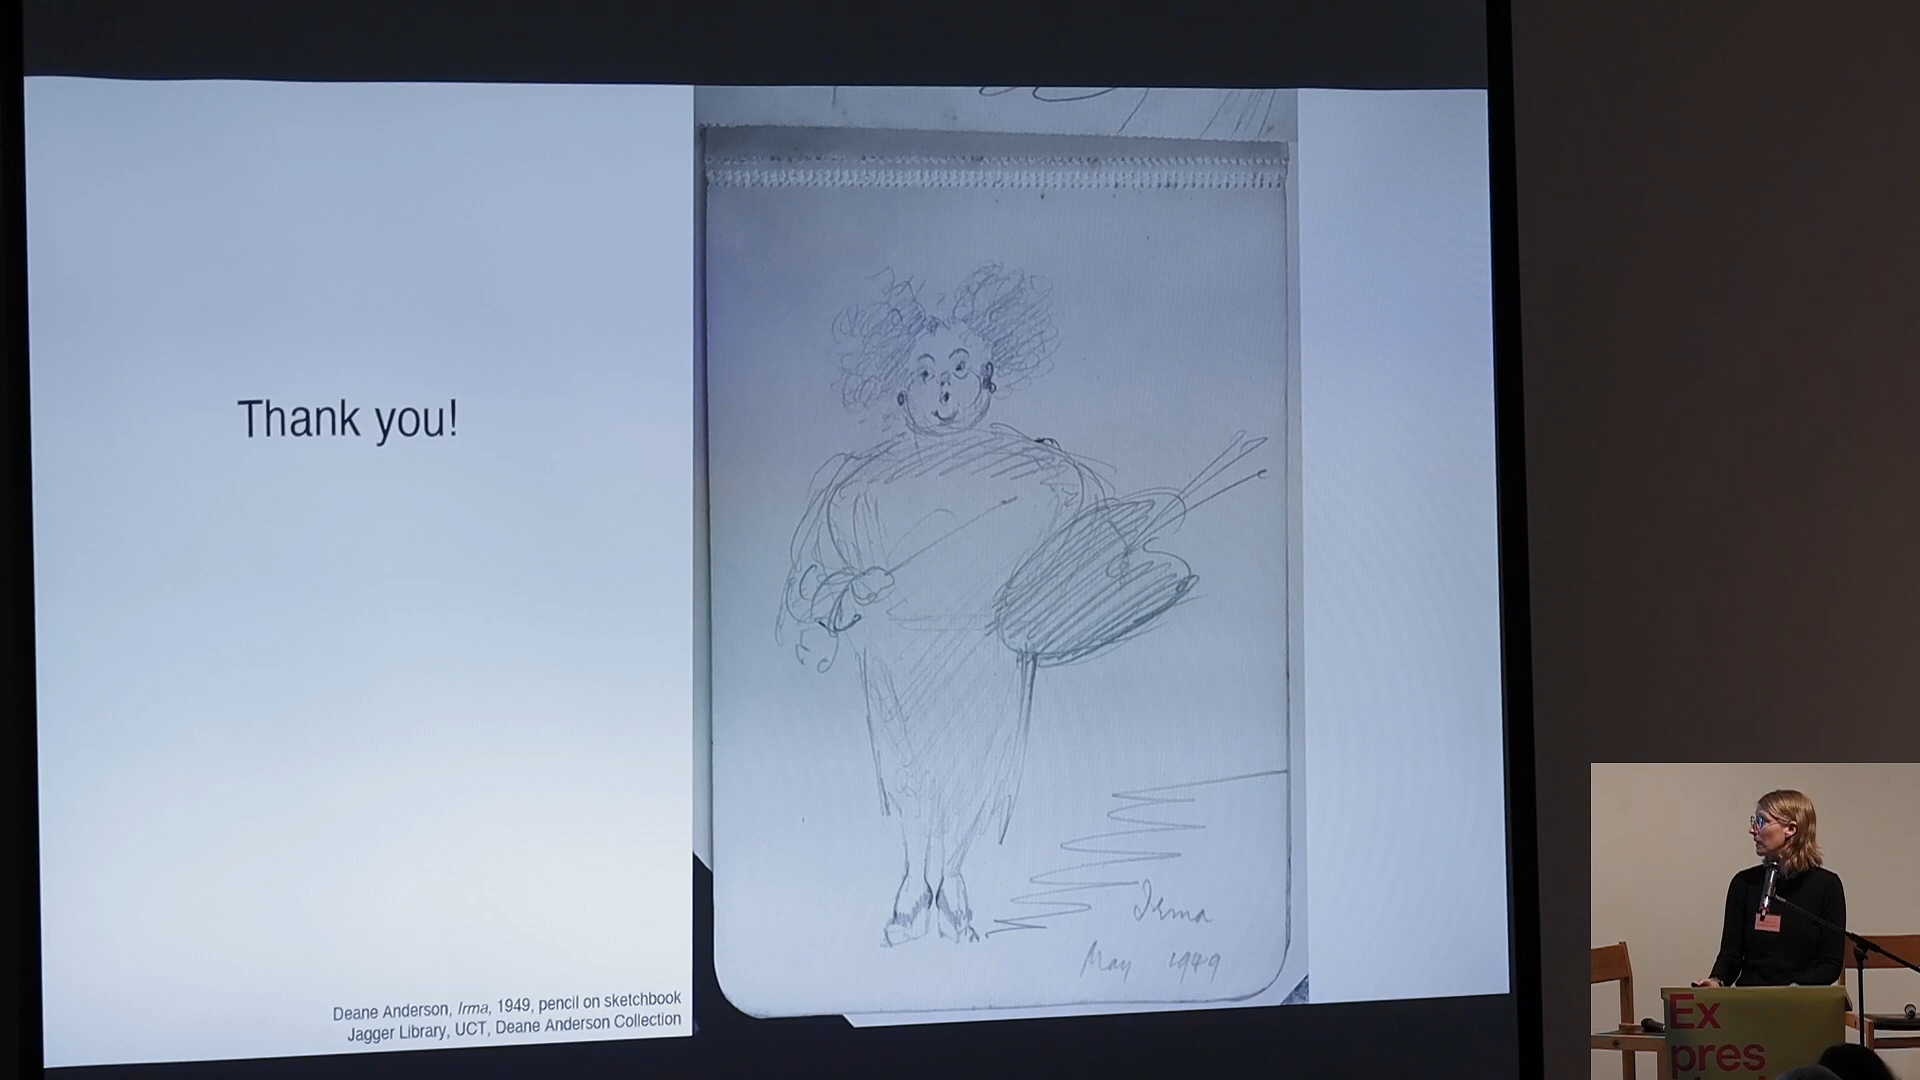 Thank you!
Deane Anderson, Irma, 1949, pencil on sketchbook
Jagger Library, UCT, Deane Anderson Collection
Irma
May 1949
Ex
pres